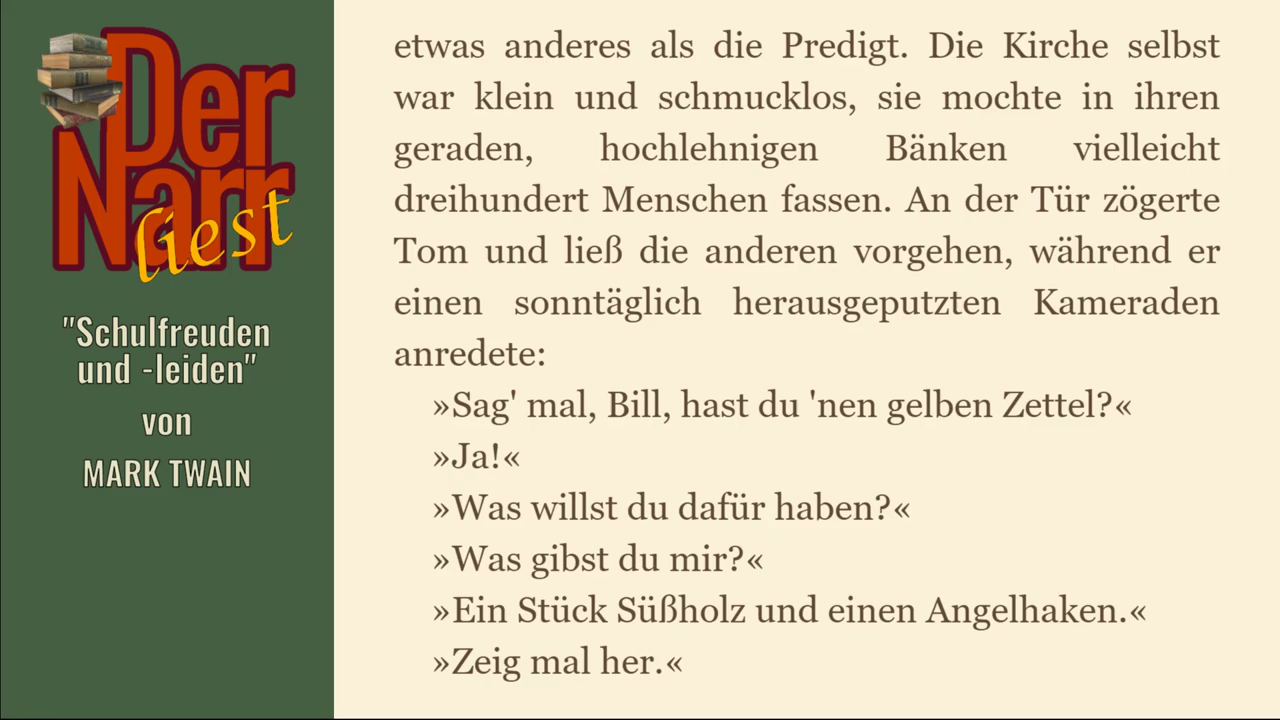 Der
Narr
liest
"Schulfreuden
und -leiden"
von
MARK TWAIN
etwas anderes als die Predigt. Die Kirche selbst
war klein und schmucklos, sie mochte in ihren
geraden, hochlehnigen Bänken vielleicht
dreihundert Menschen fassen. An der Tür zögerte
Tom und ließ die anderen vorgehen, während er
einen sonntäglich herausgeputzten Kameraden
anredete:
»Sag' mal, Bill, hast du 'nen gelben Zettel?«
»Ja!«
»Was willst du dafür haben?«
»Was gibst du mir?«
»Ein Stück Süßholz und einen Angelhaken.«
»Zeig mal her.«